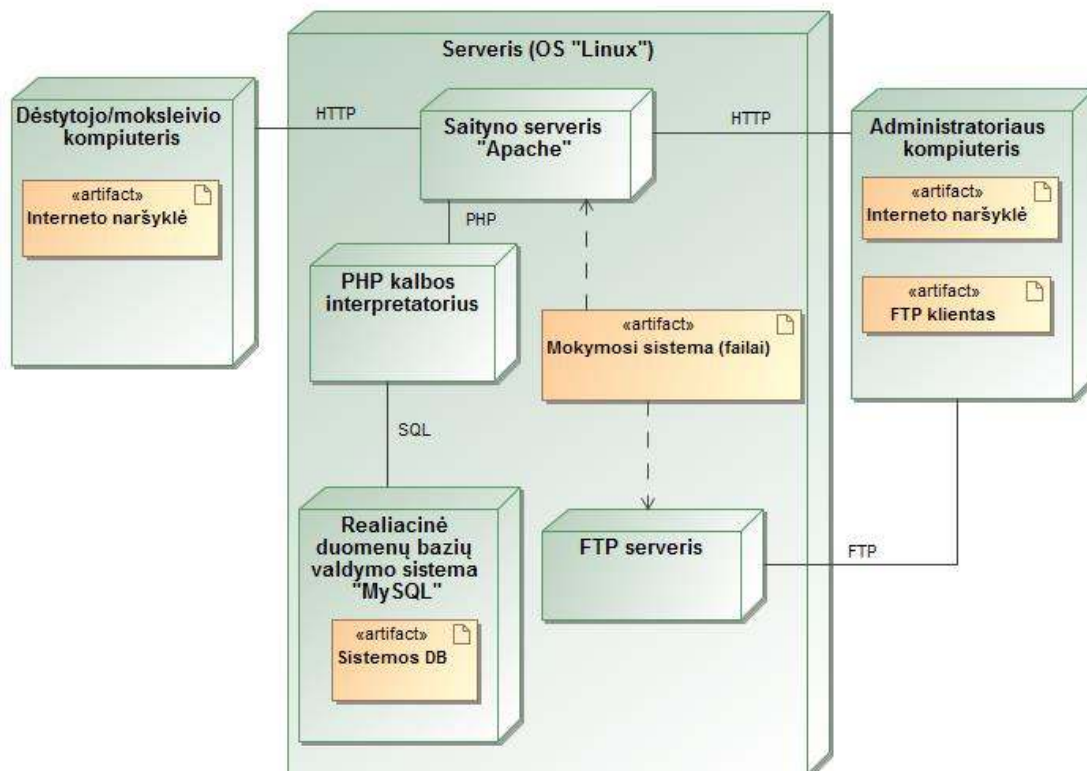 Serveris (OS "Linux")
Dėstytojo/moksleivio
kompiuteris
«artifact»
Interneto naršyklė
HTTP
Saityno serveris
"Apache"
HTTP
Administratoriaus
kompiuteris
«artifact»
Interneto naršyklė
«artifact»
FTP klientas
PHP
PHP kalbos
interpretatorius
«artifact»
Mokymosi sistema (failai)
SQL
Realiacinė
duomenų bazių
valdymo sistema
"MySQL"
«artifact»
Sistemos DB
FTP serveris
FTP